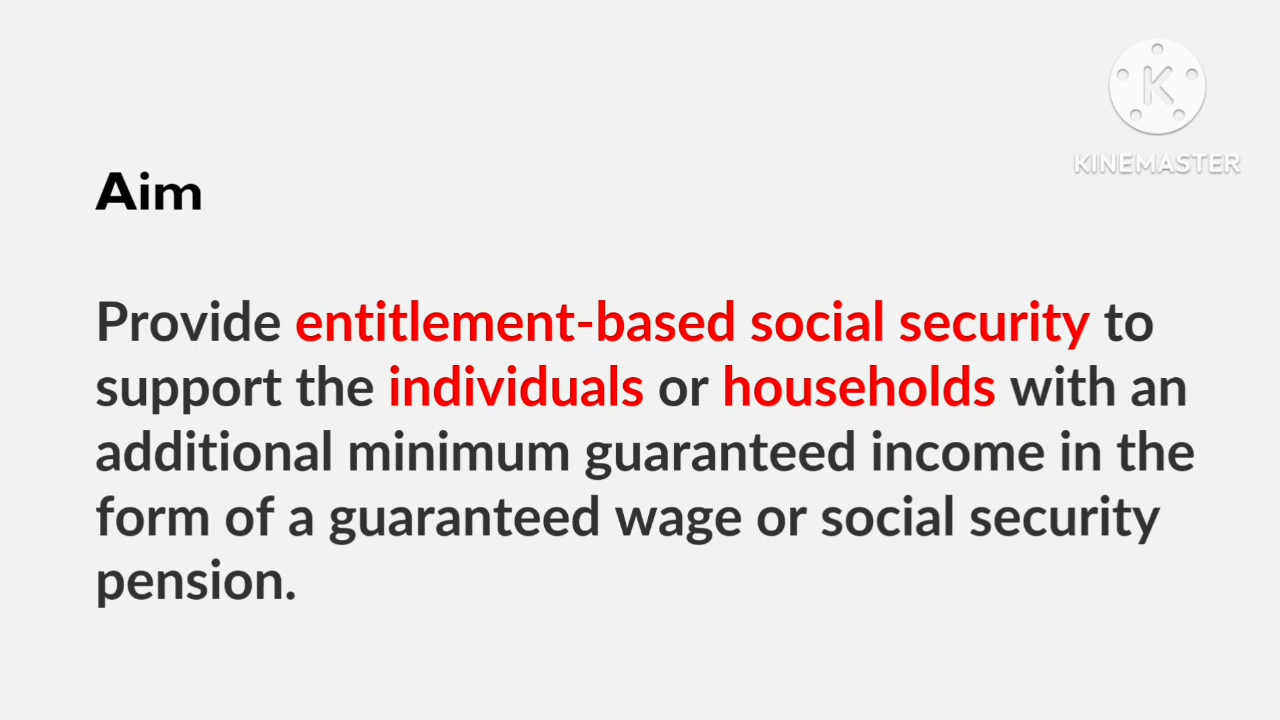 K
KINEMASTER
Aim
Provide entitlement-based social security to
support the individuals or households with an
additional minimum guaranteed income in the
form of a guaranteed wage or social security
pension.